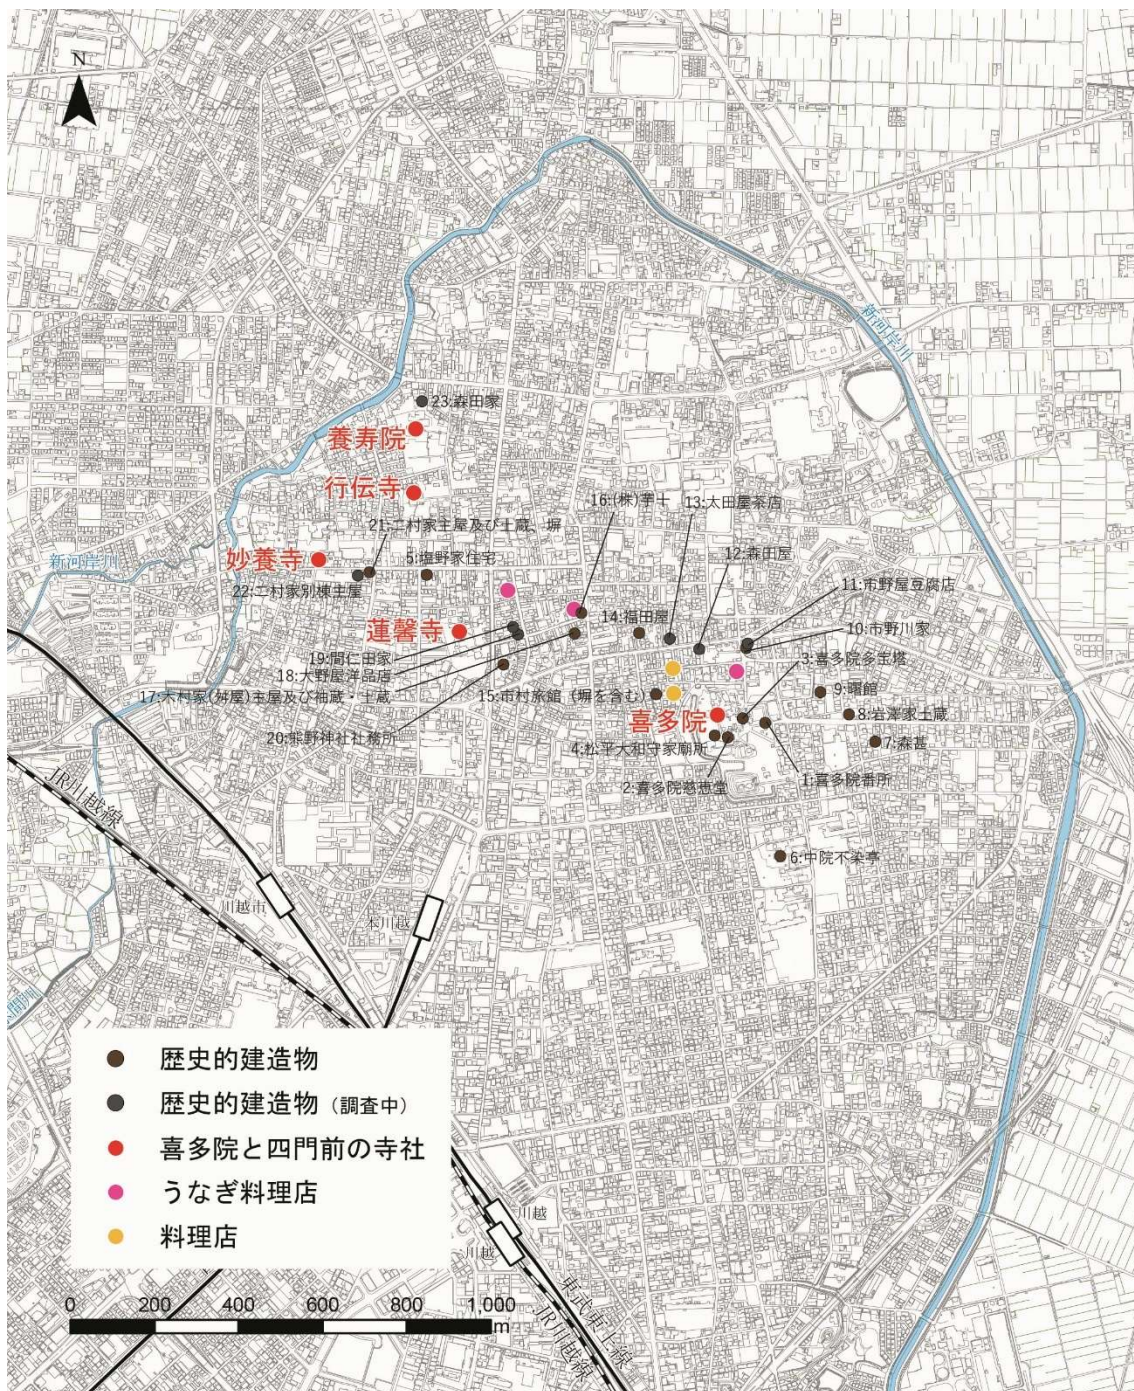 N
新河岸川
23:森田家
養寿院
行伝寺
16:(株)芋十
13:太田屋茶店
21:二村家主屋及び土蔵、塀
12:森田屋
新河岸川
妙養寺
5:塩野家住宅
11:市野屋豆腐店
22:二村家別棟主屋
14:福田屋
10:市野川家
蓮馨寺
19:間仁田家
3:喜多院多宝塔
18:大野屋洋品店
17:木村家(舛屋)主屋及び袖蔵・土蔵
15:市村旅館（塀を含む）
9:曙館
喜多院
8:岩澤家土蔵
20:熊野神社社務所
4:松平大和守家廟所
7:森甚
2:喜多院慈恵堂
1:喜多院番所
JR川越線
6:中院不染亭
川越市
本川越
歴史的建造物
歴史的建造物（調査中）
喜多院と四門前の寺社
うなぎ料理店
料理店
川越
川越
東武東上線
JR川越線
0 200 400 600 800 1,000
m